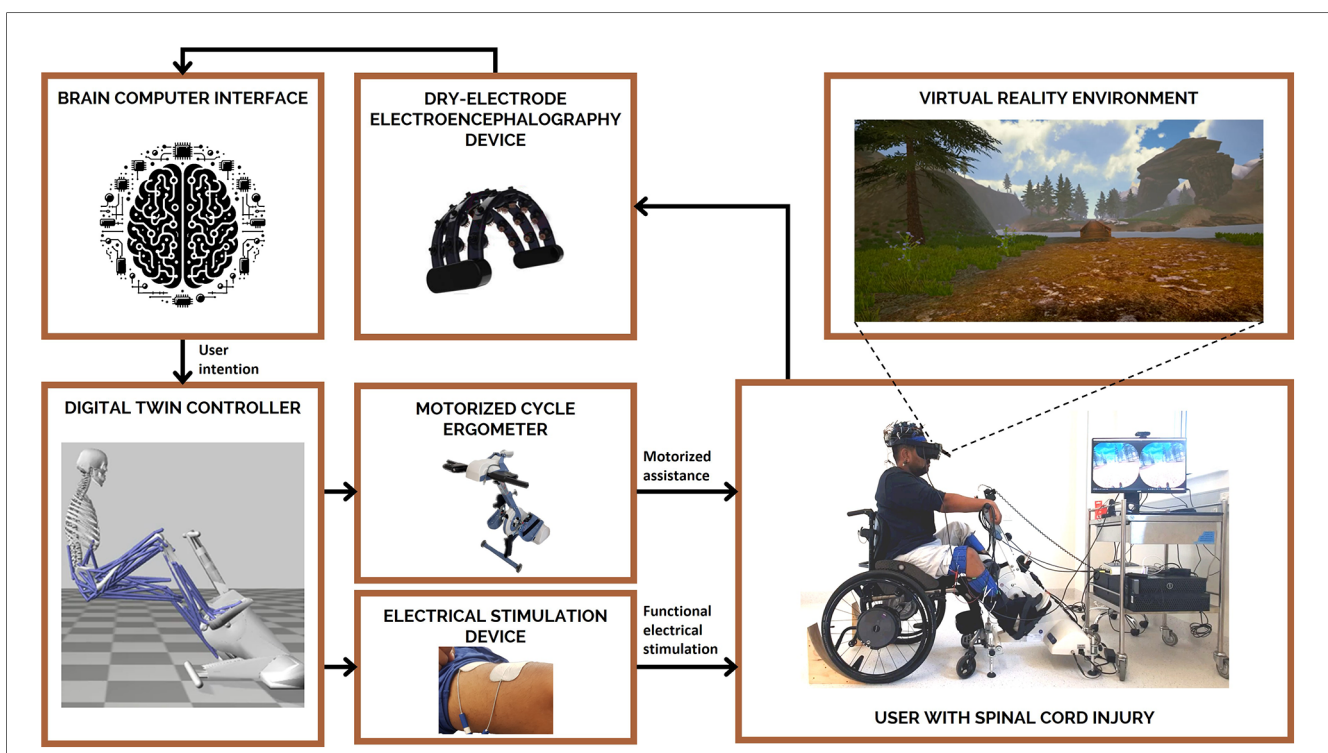 BRAIN COMPUTER INTERFACE
DRY-ELECTRODE
ELECTROENCEPHALOGRAPHY
DEVICE
VIRTUAL REALITY ENVIRONMENT
User
intention
DIGITAL TWIN CONTROLLER
MOTORIZED CYCLE
ERGOMETER
Motorized
assistance
ELECTRICAL STIMULATION
DEVICE
Functional
electrical
stimulation
USER WITH SPINAL CORD INJURY